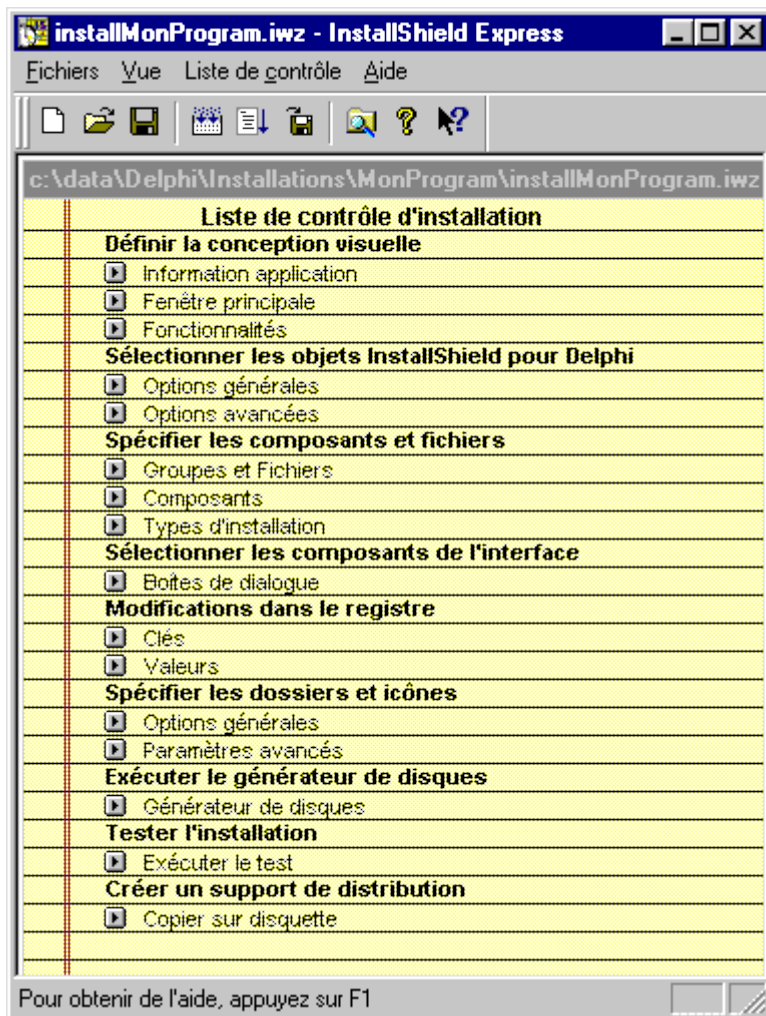 installMonProgram.iwz - InstallShield Express
Fichiers Vue Liste de contrôle Aide
c:\data\Delphi\Installations\MonProgram\installMonProgram.iwz
Liste de contrôle d'installation
Définir la conception visuelle
Information application
Fenêtre principale
Fonctionnalités
Sélectionner les objets InstallShield pour Delphi
Options générales
Options avancées
Spécifier les composants et fichiers
Groupes et Fichiers
Composants
Types d'installation
Sélectionner les composants de l'interface
Boîtes de dialogue
Modifications dans le registre
Clés
Valeurs
Spécifier les dossiers et icônes
Options générales
Paramètres avancés
Exécuter le générateur de disques
Générateur de disques
Tester l'installation
Exécuter le test
Créer un support de distribution
Copier sur disquette
Pour obtenir de l'aide, appuyez sur F1